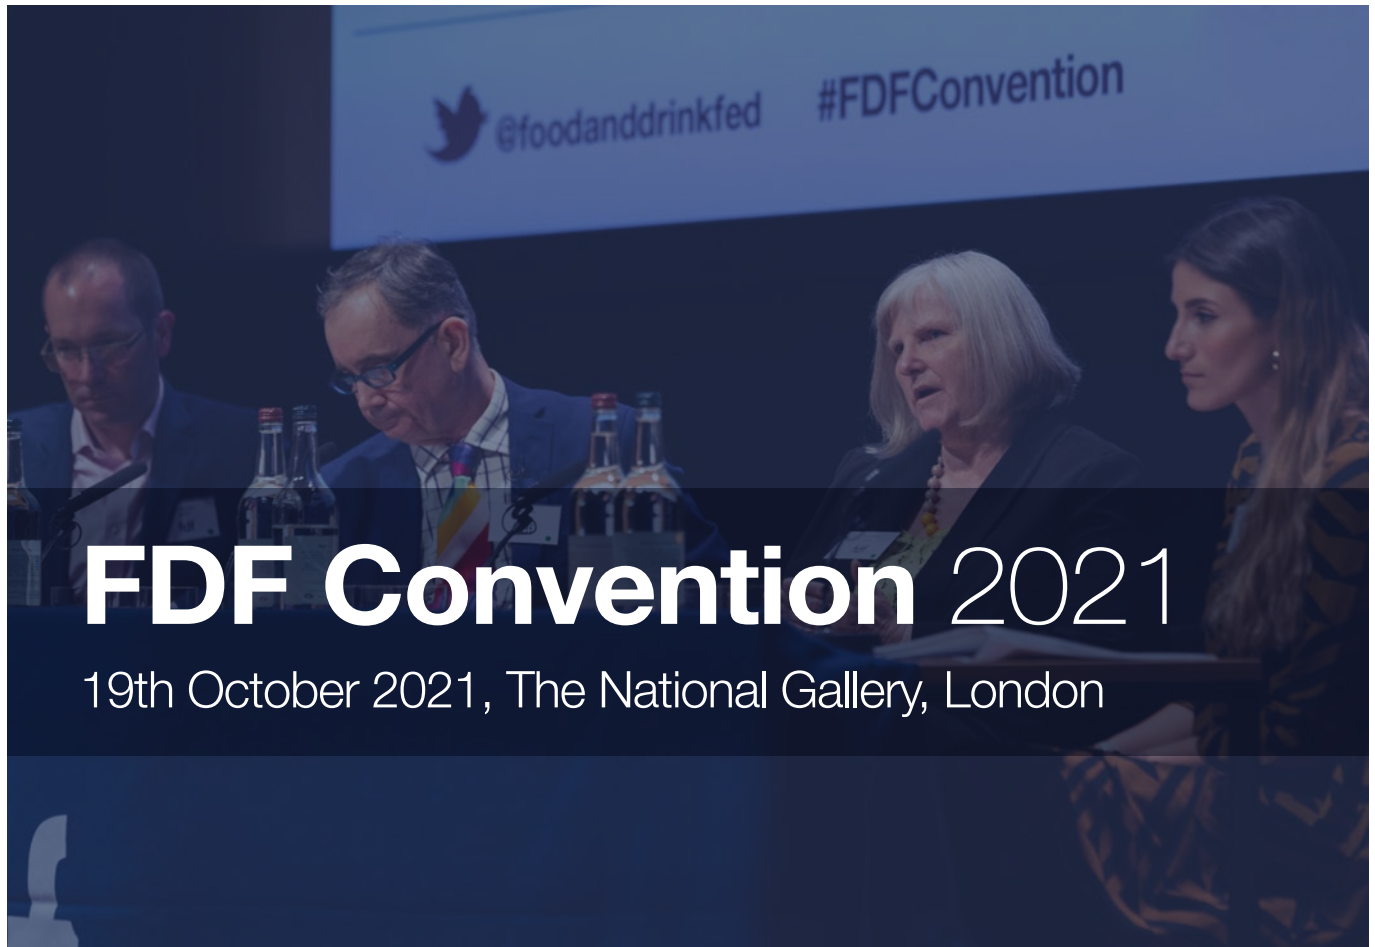 @foodanddrinkfed #FDFConvention
FDF Convention 2021
19th October 2021, The National Gallery, London